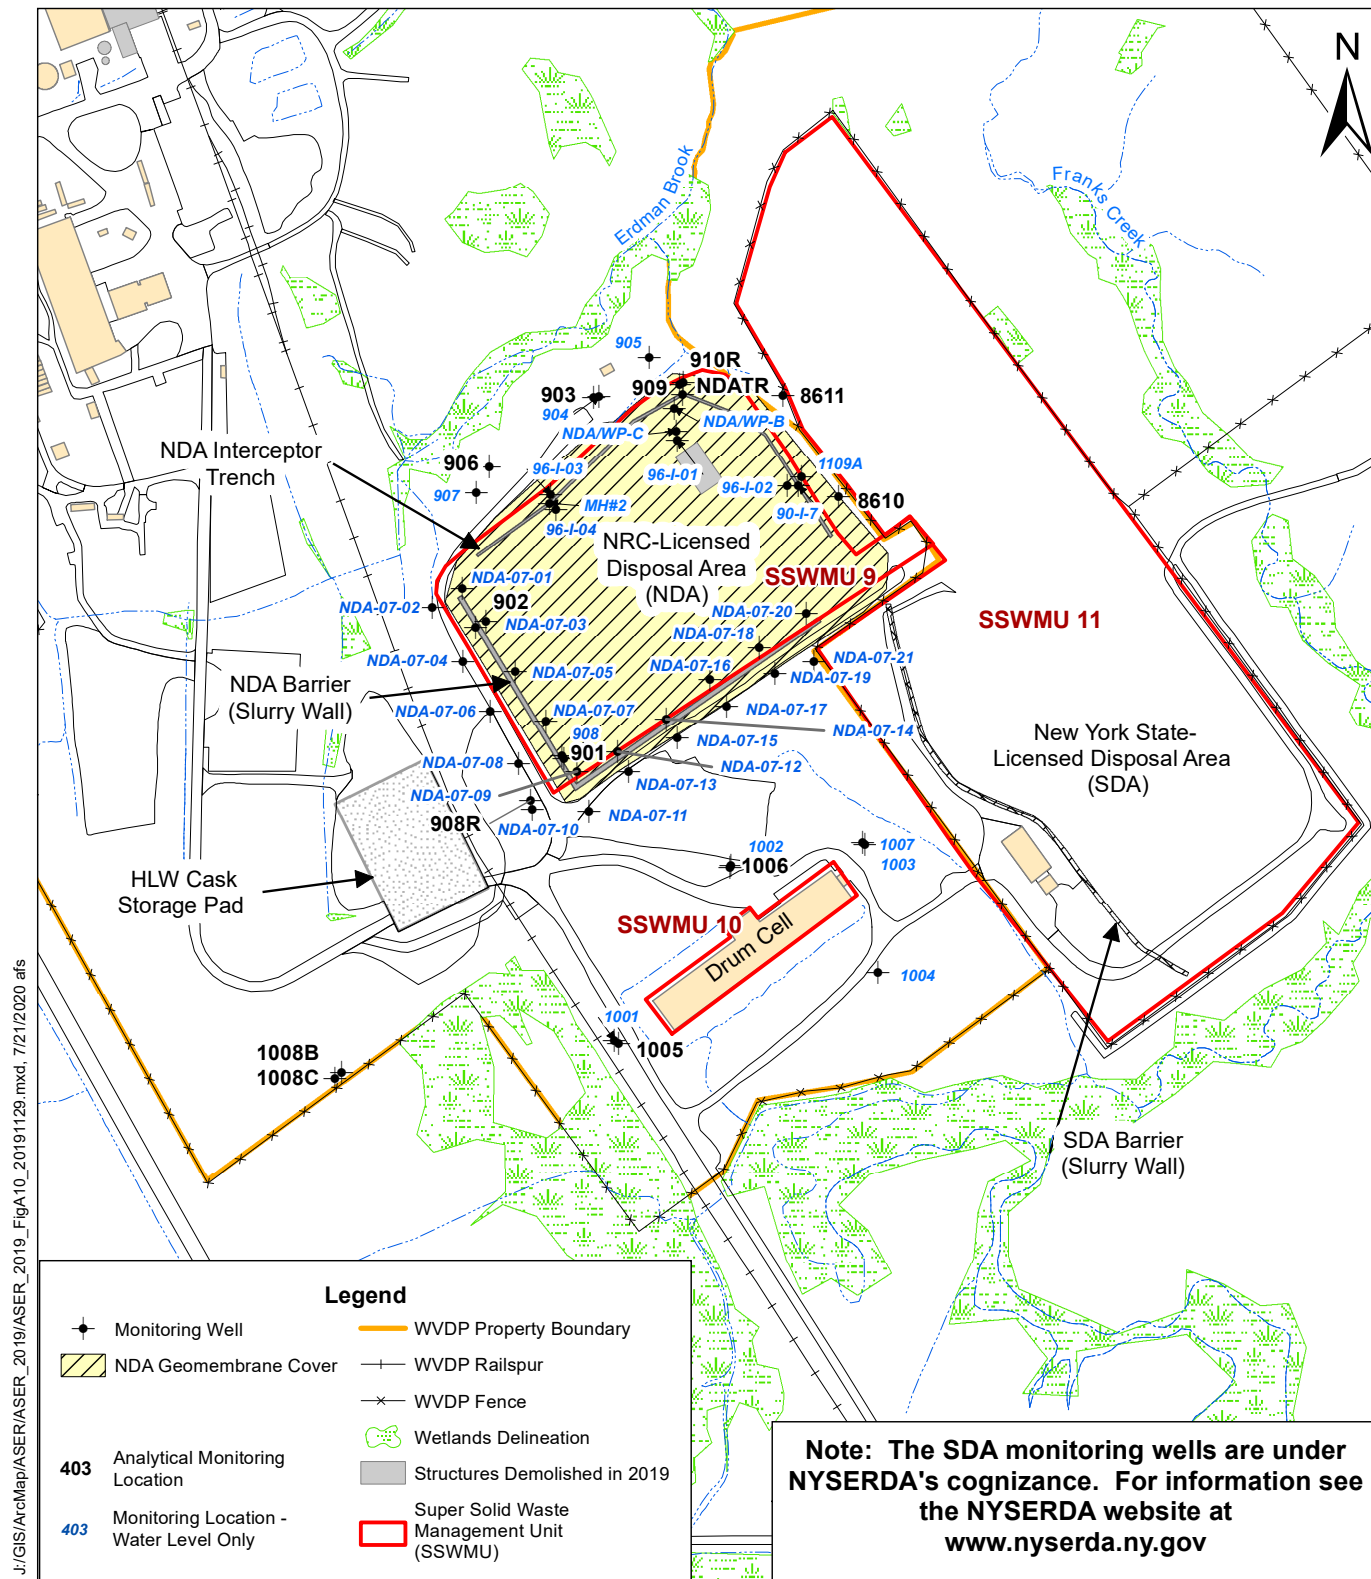 N
Erdman Brook
Franks
Creek
905
910R
909
NDATR
903
904
8611
NDA/WP-C
NDA/WP-B
NDA Interceptor
Trench
906
907
96-I-03
96-I-01
96-I-02
1109A
8610
MH#2
90-I-7
96-I-04
NRC-Licensed
Disposal Area
(NDA)
SSWMU 9
NDA-07-01
NDA-07-02
902
NDA-07-03
NDA-07-20
NDA-07-18
SSWMU 11
NDA-07-04
NDA-07-05
NDA-07-16
NDA-07-21
NDA-07-19
NDA Barrier
(Slurry Wall)
NDA-07-06
NDA-07-07
NDA-07-17
NDA-07-14
908
901
NDA-07-15
NDA-07-08
NDA-07-12
NDA-07-13
NDA-07-09
908R
NDA-07-10
NDA-07-11
New York State-
Licensed Disposal Area
(SDA)
1002
1006
1007
1003
HLW Cask
Storage Pad
SSWMU 10
Drum Cell
1004
1001
1005
1008B
1008C
SDA Barrier
(Slurry Wall)
J:/GIS/ArcMap/ASER/ASER_2019/ASER_2019_FigA10_20191129.mxd, 7/21/2020 afs
Legend
Monitoring Well
NDA Geomembrane Cover
403
Analytical Monitoring
Location
403
Monitoring Location -
Water Level Only
WVDP Property Boundary
WVDP Railspur
WVDP Fence
Wetlands Delineation
Structures Demolished in 2019
Super Solid Waste
Management Unit
(SSWMU)
Note:  The SDA monitoring wells are under
NYSERDA's cognizance.  For information see
the NYSERDA website at
www.nyserda.ny.gov